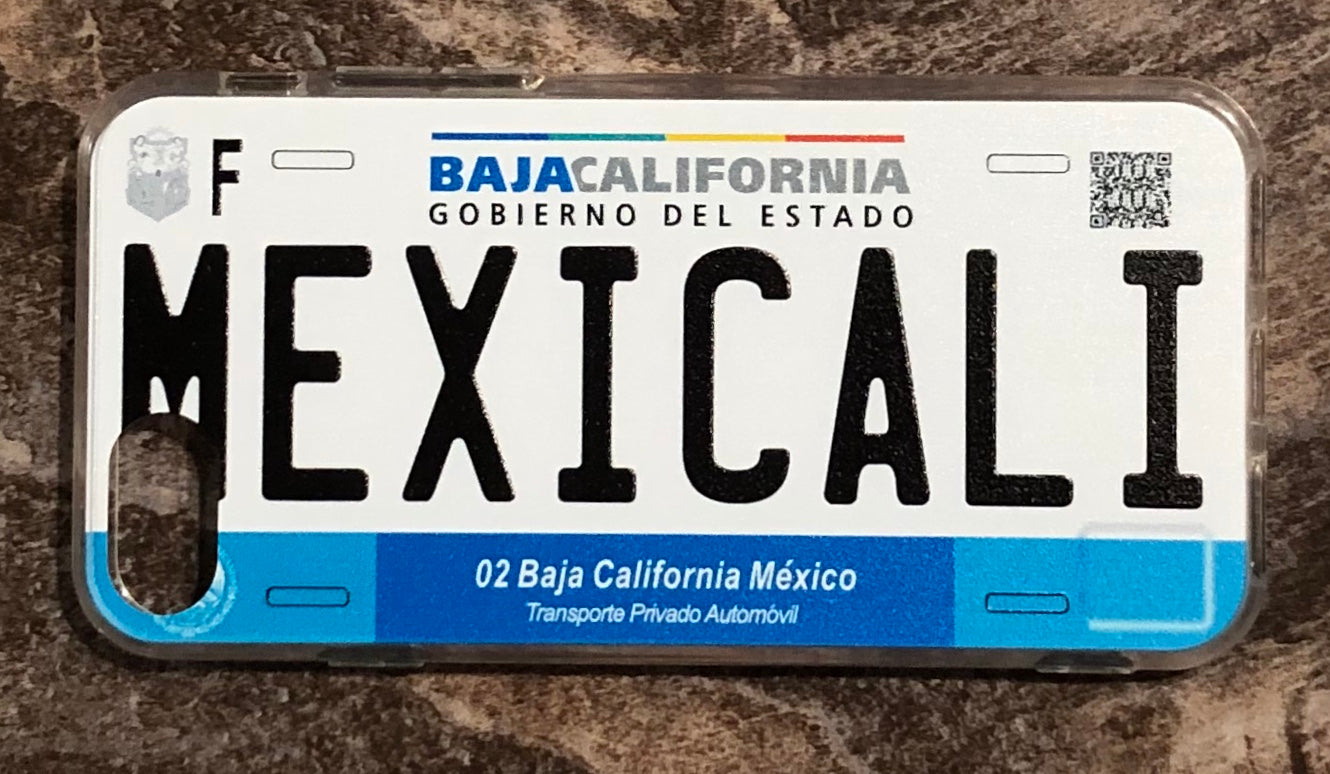 F
BAJACALIFORNIA
GOBIERNO DEL ESTADO
MEXICALI
02 Baja California México
Transporte Privado Automóvil